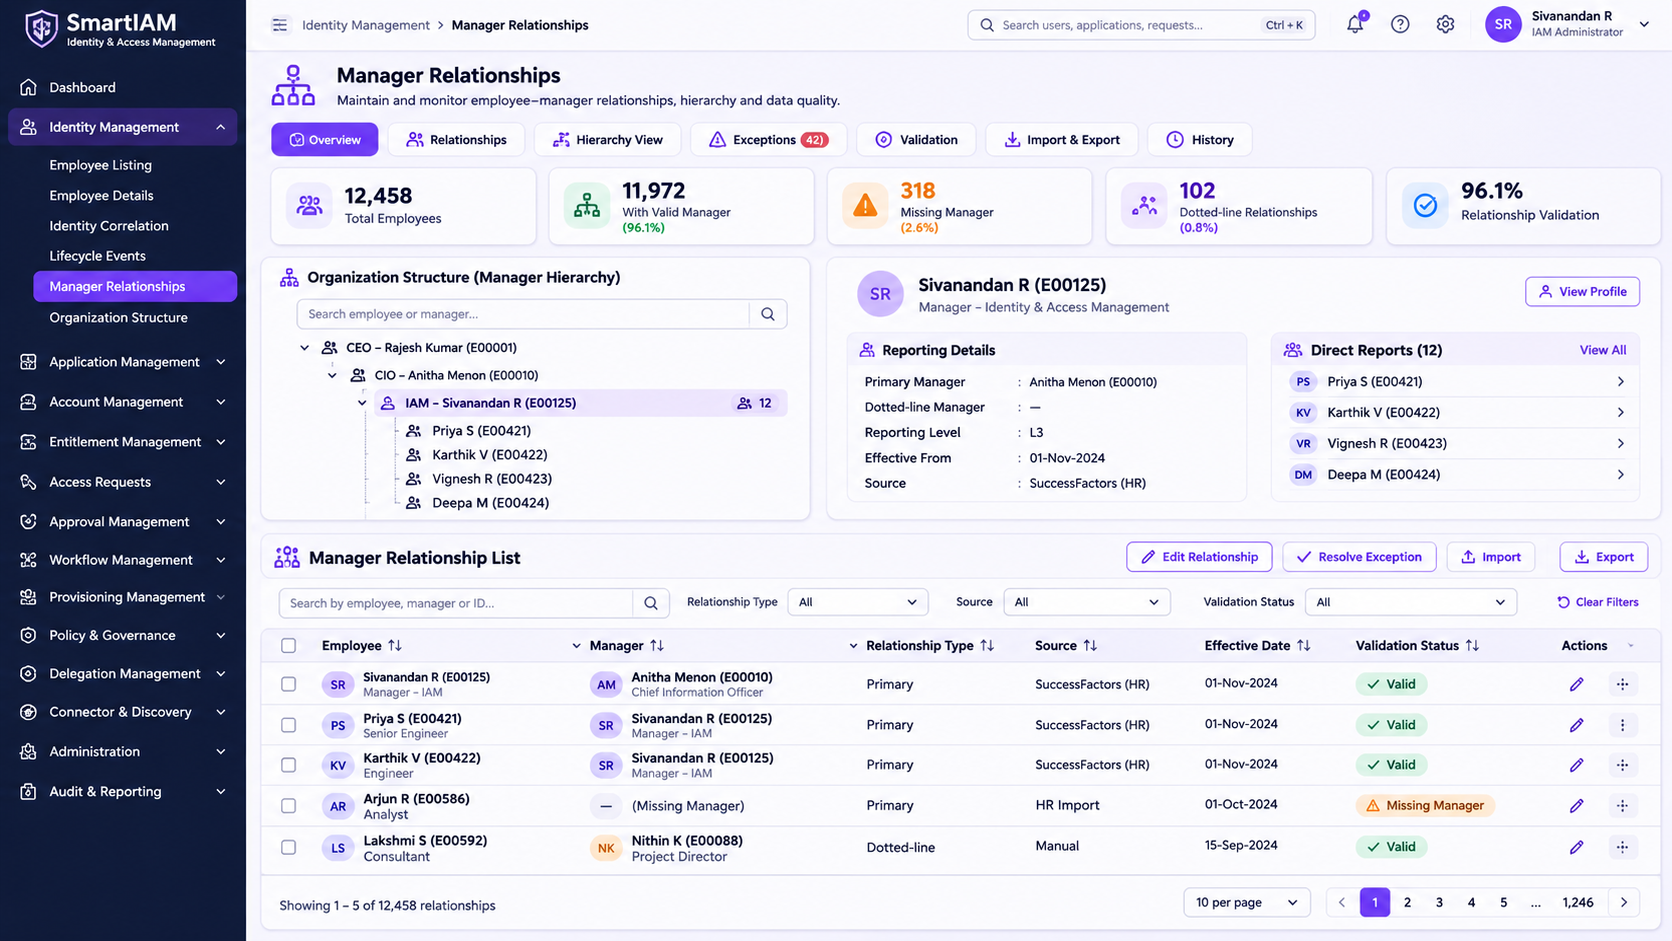 SmartIAM
Identity & Access Management
Dashboard
Identity Management
Employee Listing
Employee Details
Identity Correlation
Lifecycle Events
Manager Relationships
Organization Structure
Application Management
Account Management
Entitlement Management
Access Requests
Approval Management
Workflow Management
Provisioning Management
Policy & Governance
Delegation Management
Connector & Discovery
Administration
Audit & Reporting
Identity Management > Manager Relationships
Search users, applications, requests... Ctrl + K
SR Sivanandan R
IAM Administrator
Manager Relationships
Maintain and monitor employee–manager relationships, hierarchy and data quality.
Overview Relationships Hierarchy View Exceptions 42) Validation Import & Export History
12,458
Total Employees
11,972
With Valid Manager
(96.1%)
318
Missing Manager
(2.6%)
102
Dotted-line Relationships
(0.8%)
96.1%
Relationship Validation
Organization Structure (Manager Hierarchy)
Search employee or manager...
CEO – Rajesh Kumar (E00001)
CIO – Anitha Menon (E00010)
IAM – Sivanandan R (E00125) 12
Priya S (E00421)
Karthik V (E00422)
Vignesh R (E00423)
Deepa M (E00424)
SR Sivanandan R (E00125)
Manager – Identity & Access Management
View Profile
Reporting Details
Primary Manager : Anitha Menon (E00010)
Dotted-line Manager : —
Reporting Level : L3
Effective From : 01-Nov-2024
Source : SuccessFactors (HR)
Direct Reports (12) View All
PS Priya S (E00421)
KV Karthik V (E00422)
VR Vignesh R (E00423)
DM Deepa M (E00424)
Manager Relationship List
Edit Relationship Resolve Exception Import Export
Search by employee, manager or ID... Relationship Type All Source All Validation Status All Clear Filters
Employee Manager Relationship Type Source Effective Date Validation Status Actions
SR Sivanandan R (E00125) AM Anitha Menon (E00010) Primary SuccessFactors (HR) 01-Nov-2024 Valid
Manager – IAM Chief Information Officer
PS Priya S (E00421) SR Sivanandan R (E00125) Primary SuccessFactors (HR) 01-Nov-2024 Valid
Senior Engineer Manager – IAM
KV Karthik V (E00422) SR Sivanandan R (E00125) Primary SuccessFactors (HR) 01-Nov-2024 Valid
Engineer Manager – IAM
AR Arjun R (E00586) — (Missing Manager) Primary HR Import 01-Oct-2024 Missing Manager
Analyst
LS Lakshmi S (E00592) NK Nithin K (E00088) Dotted-line Manual 15-Sep-2024 Valid
Consultant Project Director
Showing 1 – 5 of 12,458 relationships
10 per page
1 2 3 4 5 ... 1,246